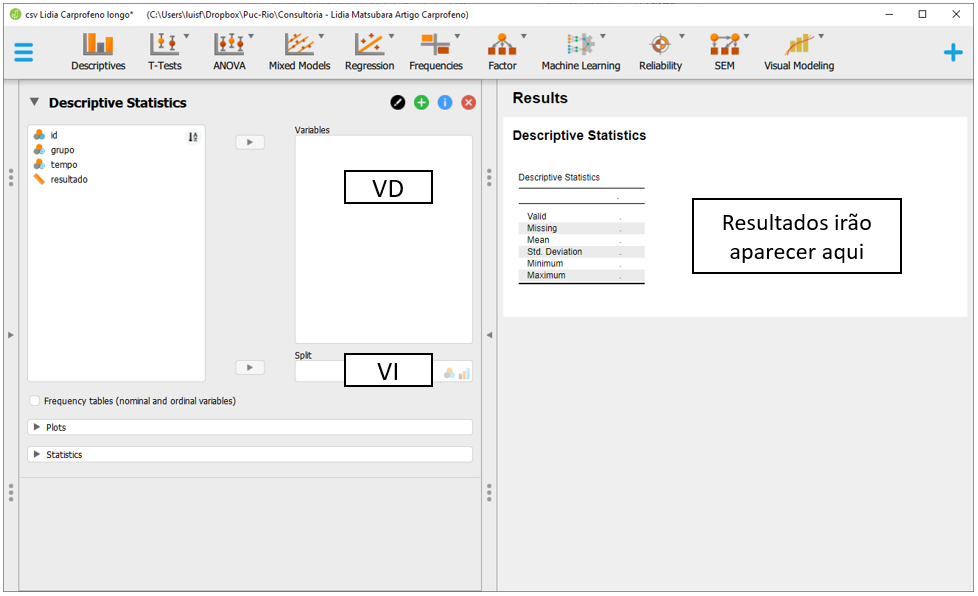 csv Lidia Carprofeno longo* (C:\Users\luisf\Dropbox\Puc-Rio\Consultoria - Lidia Matsubara Artigo Carprofeno)
Descriptives T-Tests ANOVA Mixed Models Regression Frequencies Factor Machine Learning Reliability SEM Visual Modeling
Descriptive Statistics
id
grupo
tempo
resultado
Variables
VD
Split
VI
Frequency tables (nominal and ordinal variables)
Plots
Statistics
Results
Descriptive Statistics
Descriptive Statistics
.
Valid .
Missing .
Mean .
Std. Deviation .
Minimum .
Maximum .
Resultados irão
aparecer aqui